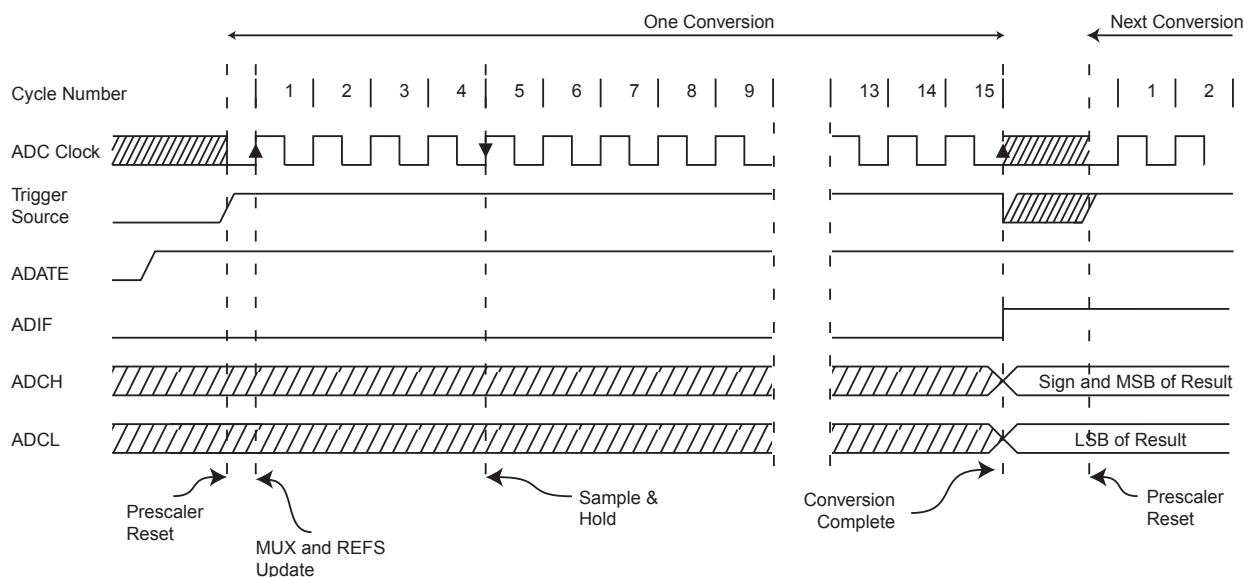 One Conversion
Next Conversion
Cycle Number
1 2 3 4 5 6 7 8 9 13 14 15 1 2
ADC Clock
Trigger
Source
ADATE
ADIF
ADCH
Sign and MSB of Result
ADCL
LSB of Result
Prescaler
Reset
MUX and REFS
Update
Sample &
Hold
Conversion
Complete
Prescaler
Reset